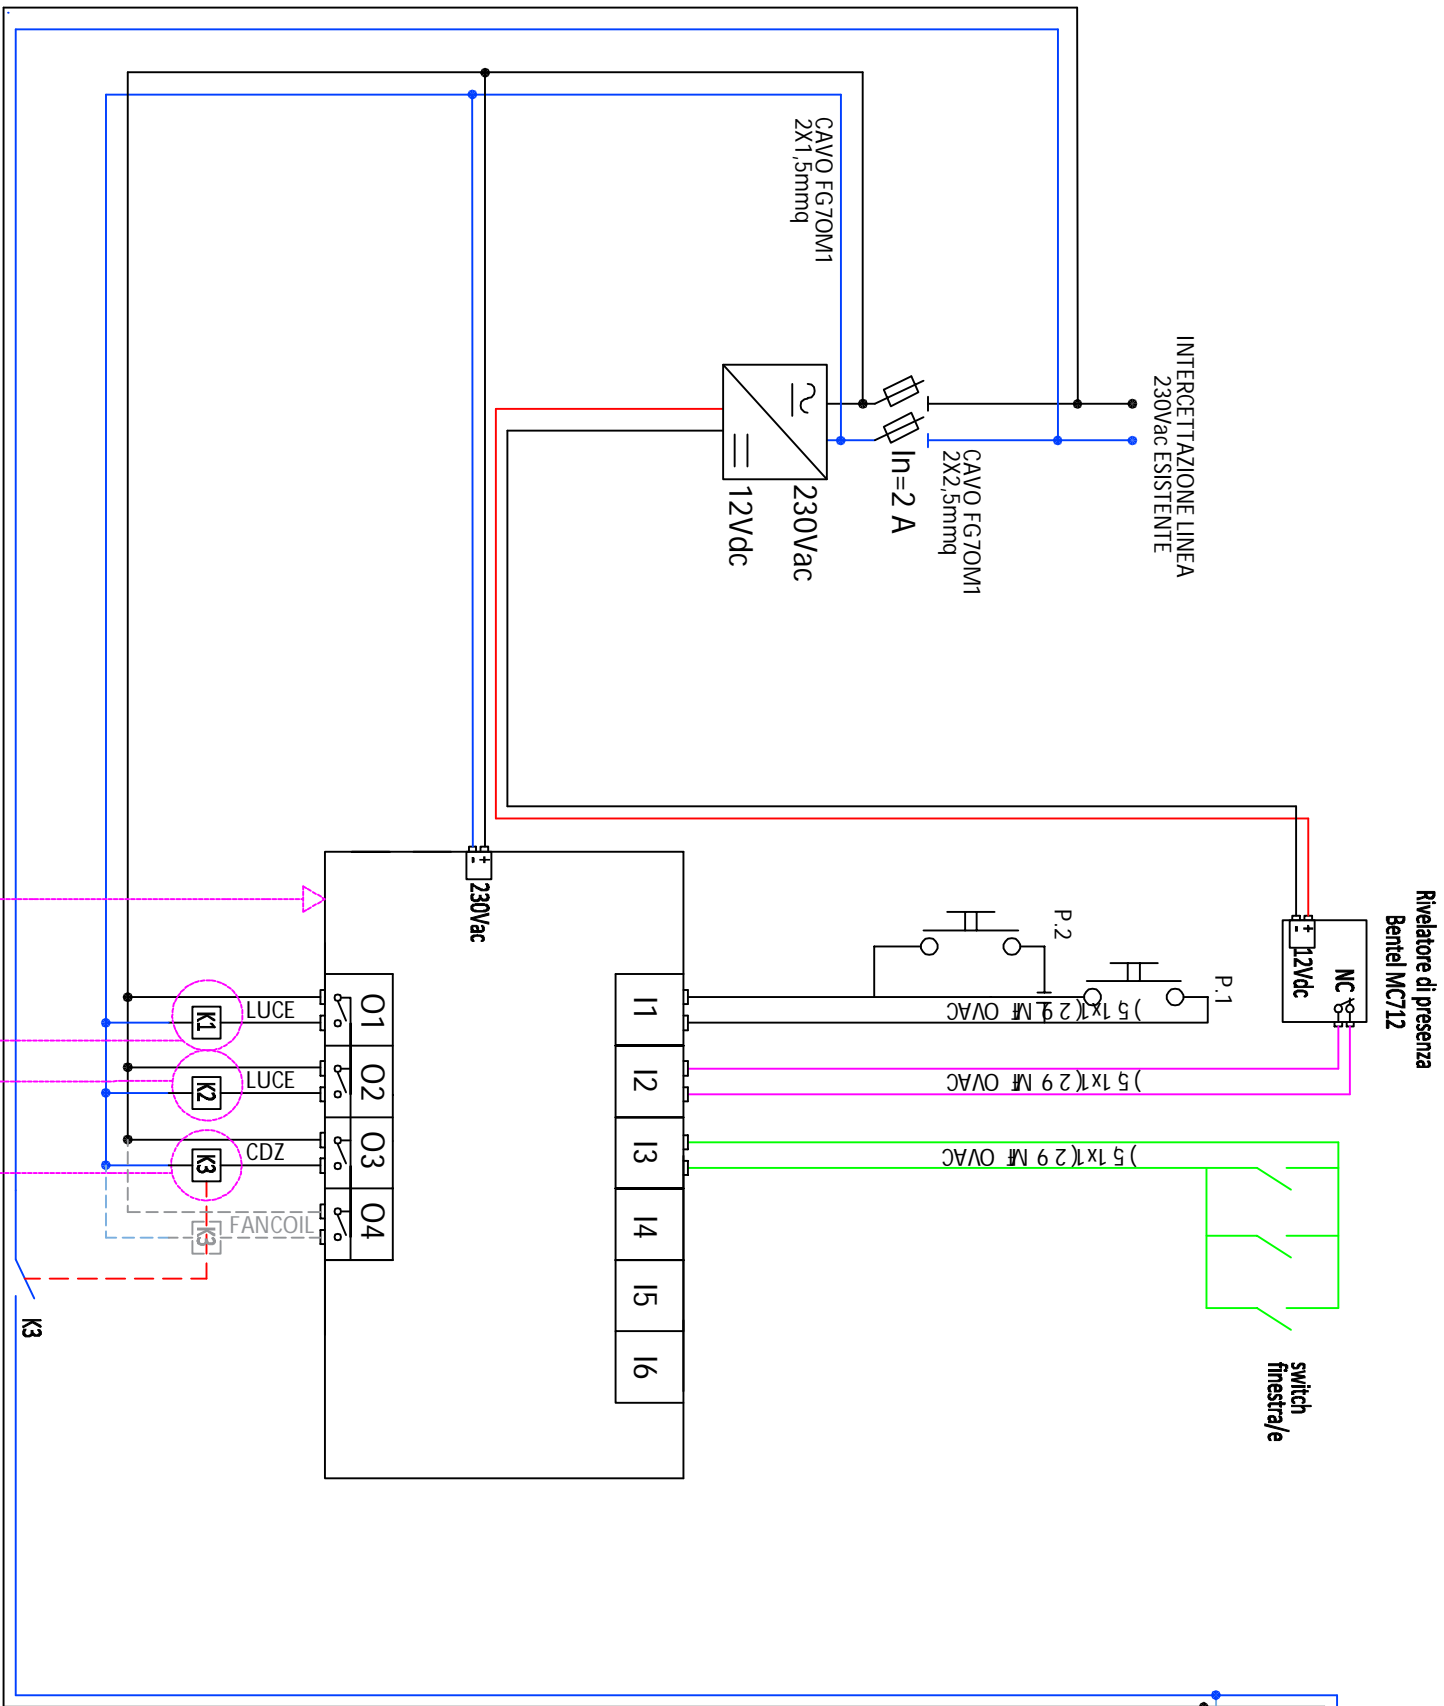 INTERCETTAZIONE LINEA
230Vac ESISTENTE
CAVO FG7OM1
2X2,5mmq
In=2 A
CAVO FG7OM1
2X1,5mmq
230Vac
12Vdc
Rivelatore di presenza
Bentel MC712
NC
+
-
12Vdc
P.1
P.2
+
-
230Vac
I1
I2
I3
I4
I5
I6
O1
O2
O3
O4
LUCE
LUCE
CDZ
FANCOIL
K1
K2
K3
K3
K3
switch
finestra/e